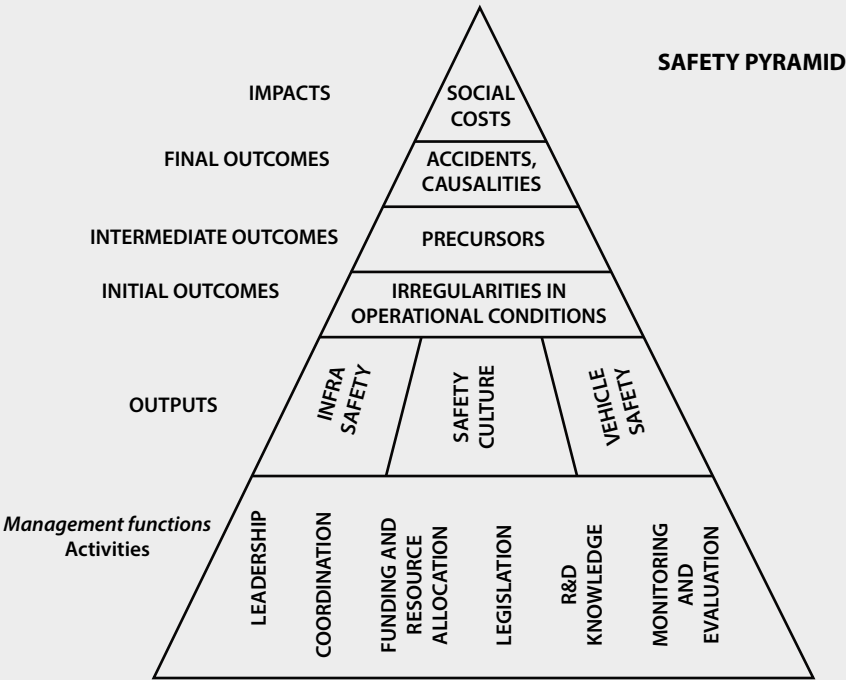 SAFETY PYRAMID
IMPACTS
SOCIAL
COSTS
FINAL OUTCOMES
ACCIDENTS,
CAUSALITIES
INTERMEDIATE OUTCOMES
PRECURSORS
INITIAL OUTCOMES
IRREGULARITIES IN
OPERATIONAL CONDITIONS
OUTPUTS
INFRA
SAFETY
SAFETY
CULTURE
VEHICLE
SAFETY
Management functions
Activities
LEADERSHIP
COORDINATION
FUNDING AND
RESOURCE
ALLOCATION
LEGISLATION
R&D
KNOWLEDGE
MONITORING
AND
EVALUATION